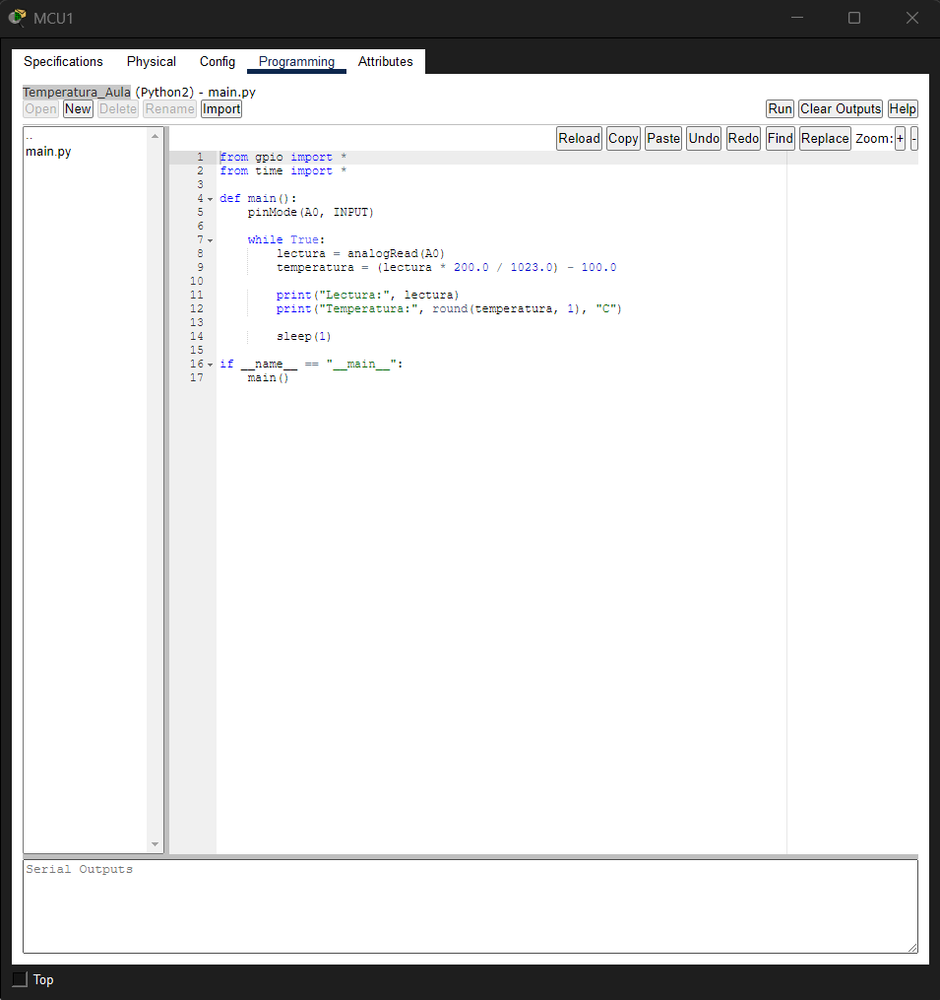 MCU1
Specifications Physical Config Programming Attributes
Temperatura_Aula (Python2) - main.py
Open New Delete Rename Import Run Clear Outputs Help
..
main.py
Reload Copy Paste Undo Redo Find Replace Zoom: + -
1 from gpio import *
2 from time import *
3
4 def main():
5     pinMode(A0, INPUT)
6
7     while True:
8         lectura = analogRead(A0)
9         temperatura = (lectura * 200.0 / 1023.0) - 100.0
10
11         print("Lectura:", lectura)
12         print("Temperatura:", round(temperatura, 1), "C")
13
14         sleep(1)
15
16 if __name__ == "__main__":
17     main()
Serial Outputs
Top